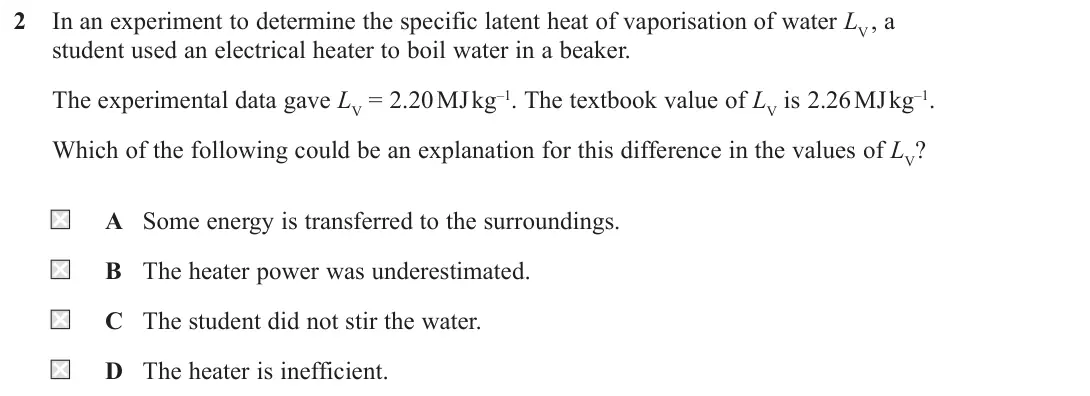 2 In an experiment to determine the specific latent heat of vaporisation of water Lᵥ, a
student used an electrical heater to boil water in a beaker.
The experimental data gave Lᵥ = 2.20 MJ kg⁻¹. The textbook value of Lᵥ is 2.26 MJ kg⁻¹.
Which of the following could be an explanation for this difference in the values of Lᵥ?
A Some energy is transferred to the surroundings.
B The heater power was underestimated.
C The student did not stir the water.
D The heater is inefficient.